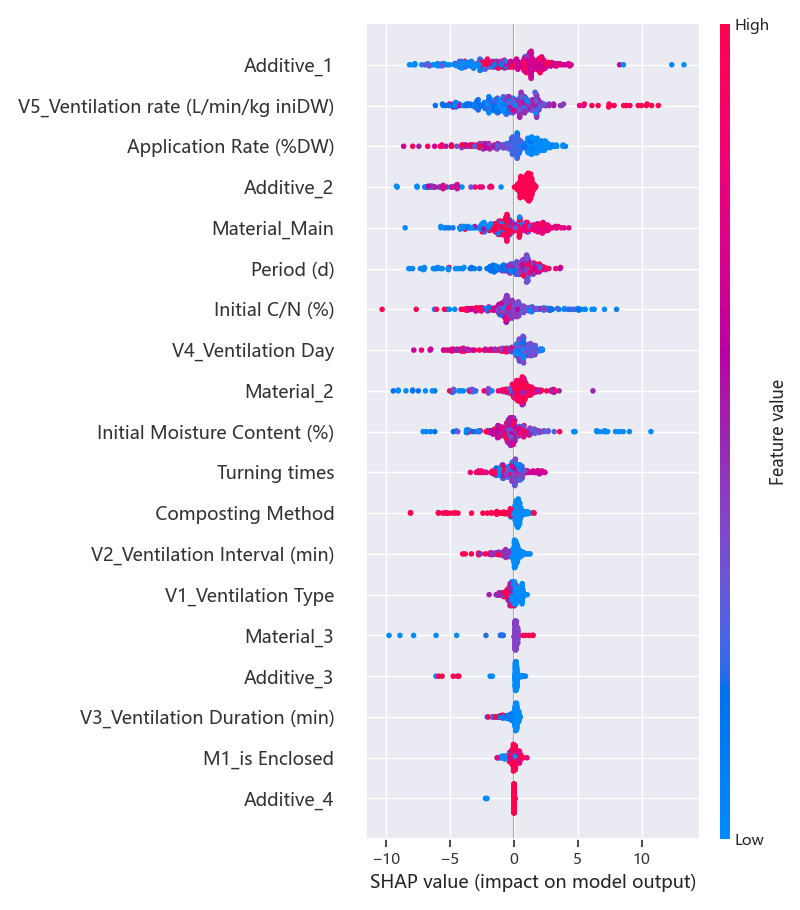 High
Additive_1
V5_Ventilation rate (L/min/kg iniDW)
Application Rate (%DW)
Additive_2
Material_Main
Period (d)
Initial C/N (%)
V4_Ventilation Day
Material_2
Initial Moisture Content (%)
Turning times
Composting Method
V2_Ventilation Interval (min)
V1_Ventilation Type
Material_3
Additive_3
V3_Ventilation Duration (min)
M1_is Enclosed
Additive_4
Feature value
Low
−10 −5 0 5 10
SHAP value (impact on model output)